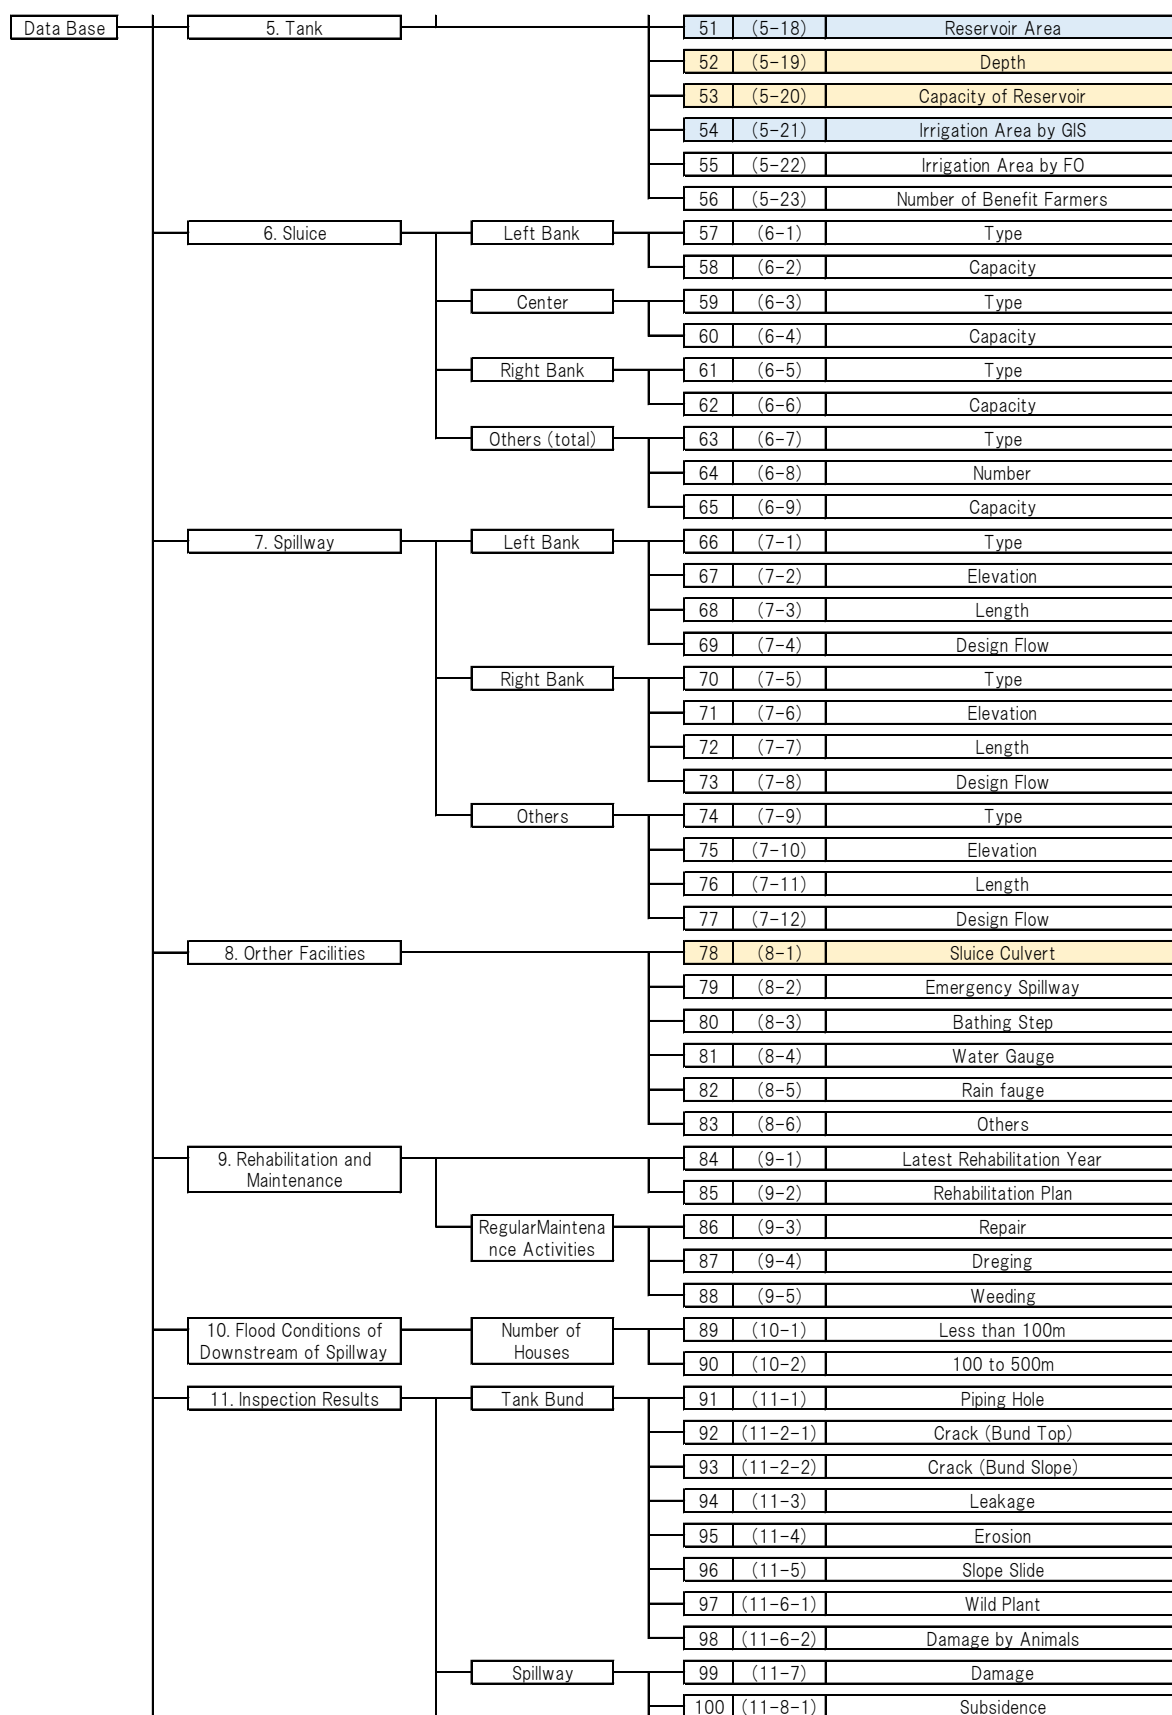 Data Base 5. Tank 51 (5-18) Reservoir Area
52 (5-19) Depth
53 (5-20) Capacity of Reservoir
54 (5-21) Irrigation Area by GIS
55 (5-22) Irrigation Area by FO
56 (5-23) Number of Benefit Farmers
6. Sluice Left Bank 57 (6-1) Type
58 (6-2) Capacity
Center 59 (6-3) Type
60 (6-4) Capacity
Right Bank 61 (6-5) Type
62 (6-6) Capacity
Others (total) 63 (6-7) Type
64 (6-8) Number
65 (6-9) Capacity
7. Spillway Left Bank 66 (7-1) Type
67 (7-2) Elevation
68 (7-3) Length
69 (7-4) Design Flow
Right Bank 70 (7-5) Type
71 (7-6) Elevation
72 (7-7) Length
73 (7-8) Design Flow
Others 74 (7-9) Type
75 (7-10) Elevation
76 (7-11) Length
77 (7-12) Design Flow
8. Orther Facilities 78 (8-1) Sluice Culvert
79 (8-2) Emergency Spillway
80 (8-3) Bathing Step
81 (8-4) Water Gauge
82 (8-5) Rain fauge
83 (8-6) Others
9. Rehabilitation and
Maintenance
84 (9-1) Latest Rehabilitation Year
85 (9-2) Rehabilitation Plan
RegularMaintena
nce Activities
86 (9-3) Repair
87 (9-4) Dreging
88 (9-5) Weeding
10. Flood Conditions of
Downstream of Spillway
Number of
Houses
89 (10-1) Less than 100m
90 (10-2) 100 to 500m
11. Inspection Results Tank Bund 91 (11-1) Piping Hole
92 (11-2-1) Crack (Bund Top)
93 (11-2-2) Crack (Bund Slope)
94 (11-3) Leakage
95 (11-4) Erosion
96 (11-5) Slope Slide
97 (11-6-1) Wild Plant
98 (11-6-2) Damage by Animals
Spillway 99 (11-7) Damage
100 (11-8-1) Subsidence